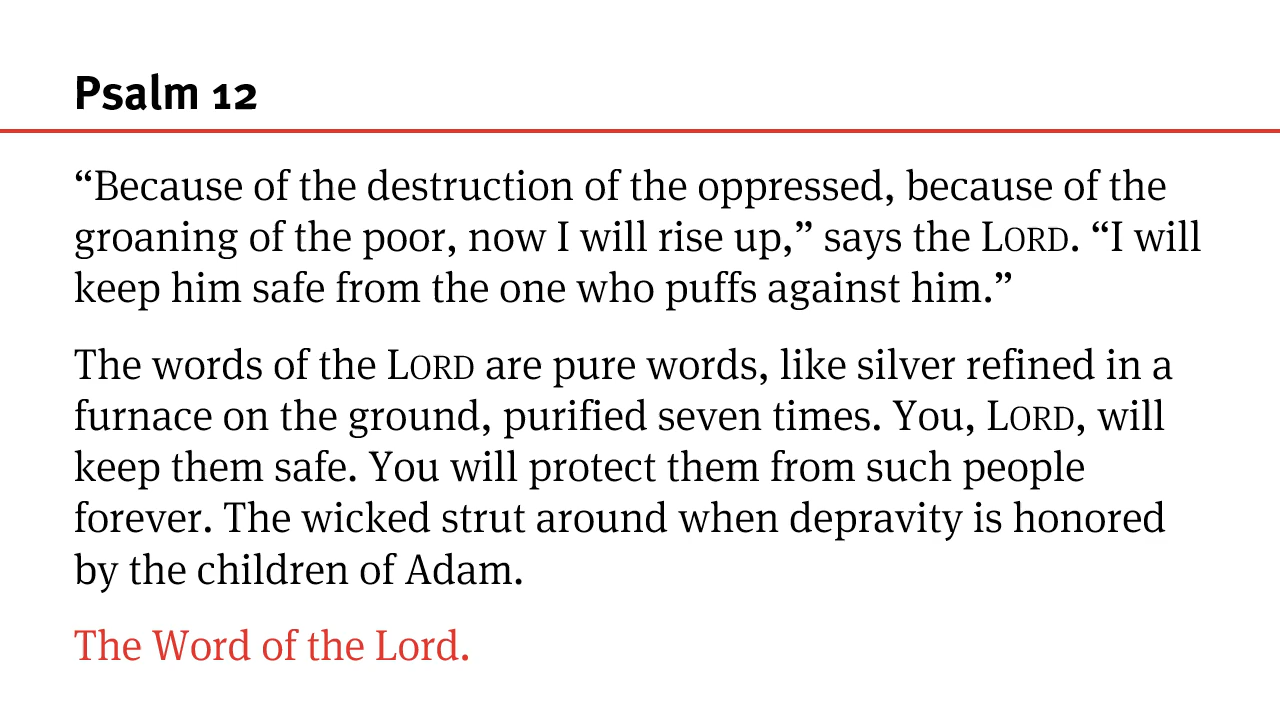 Psalm 12
“Because of the destruction of the oppressed, because of the
groaning of the poor, now I will rise up,” says the LORD. “I will
keep him safe from the one who puffs against him.”
The words of the LORD are pure words, like silver refined in a
furnace on the ground, purified seven times. You, LORD, will
keep them safe. You will protect them from such people
forever. The wicked strut around when depravity is honored
by the children of Adam.
The Word of the Lord.